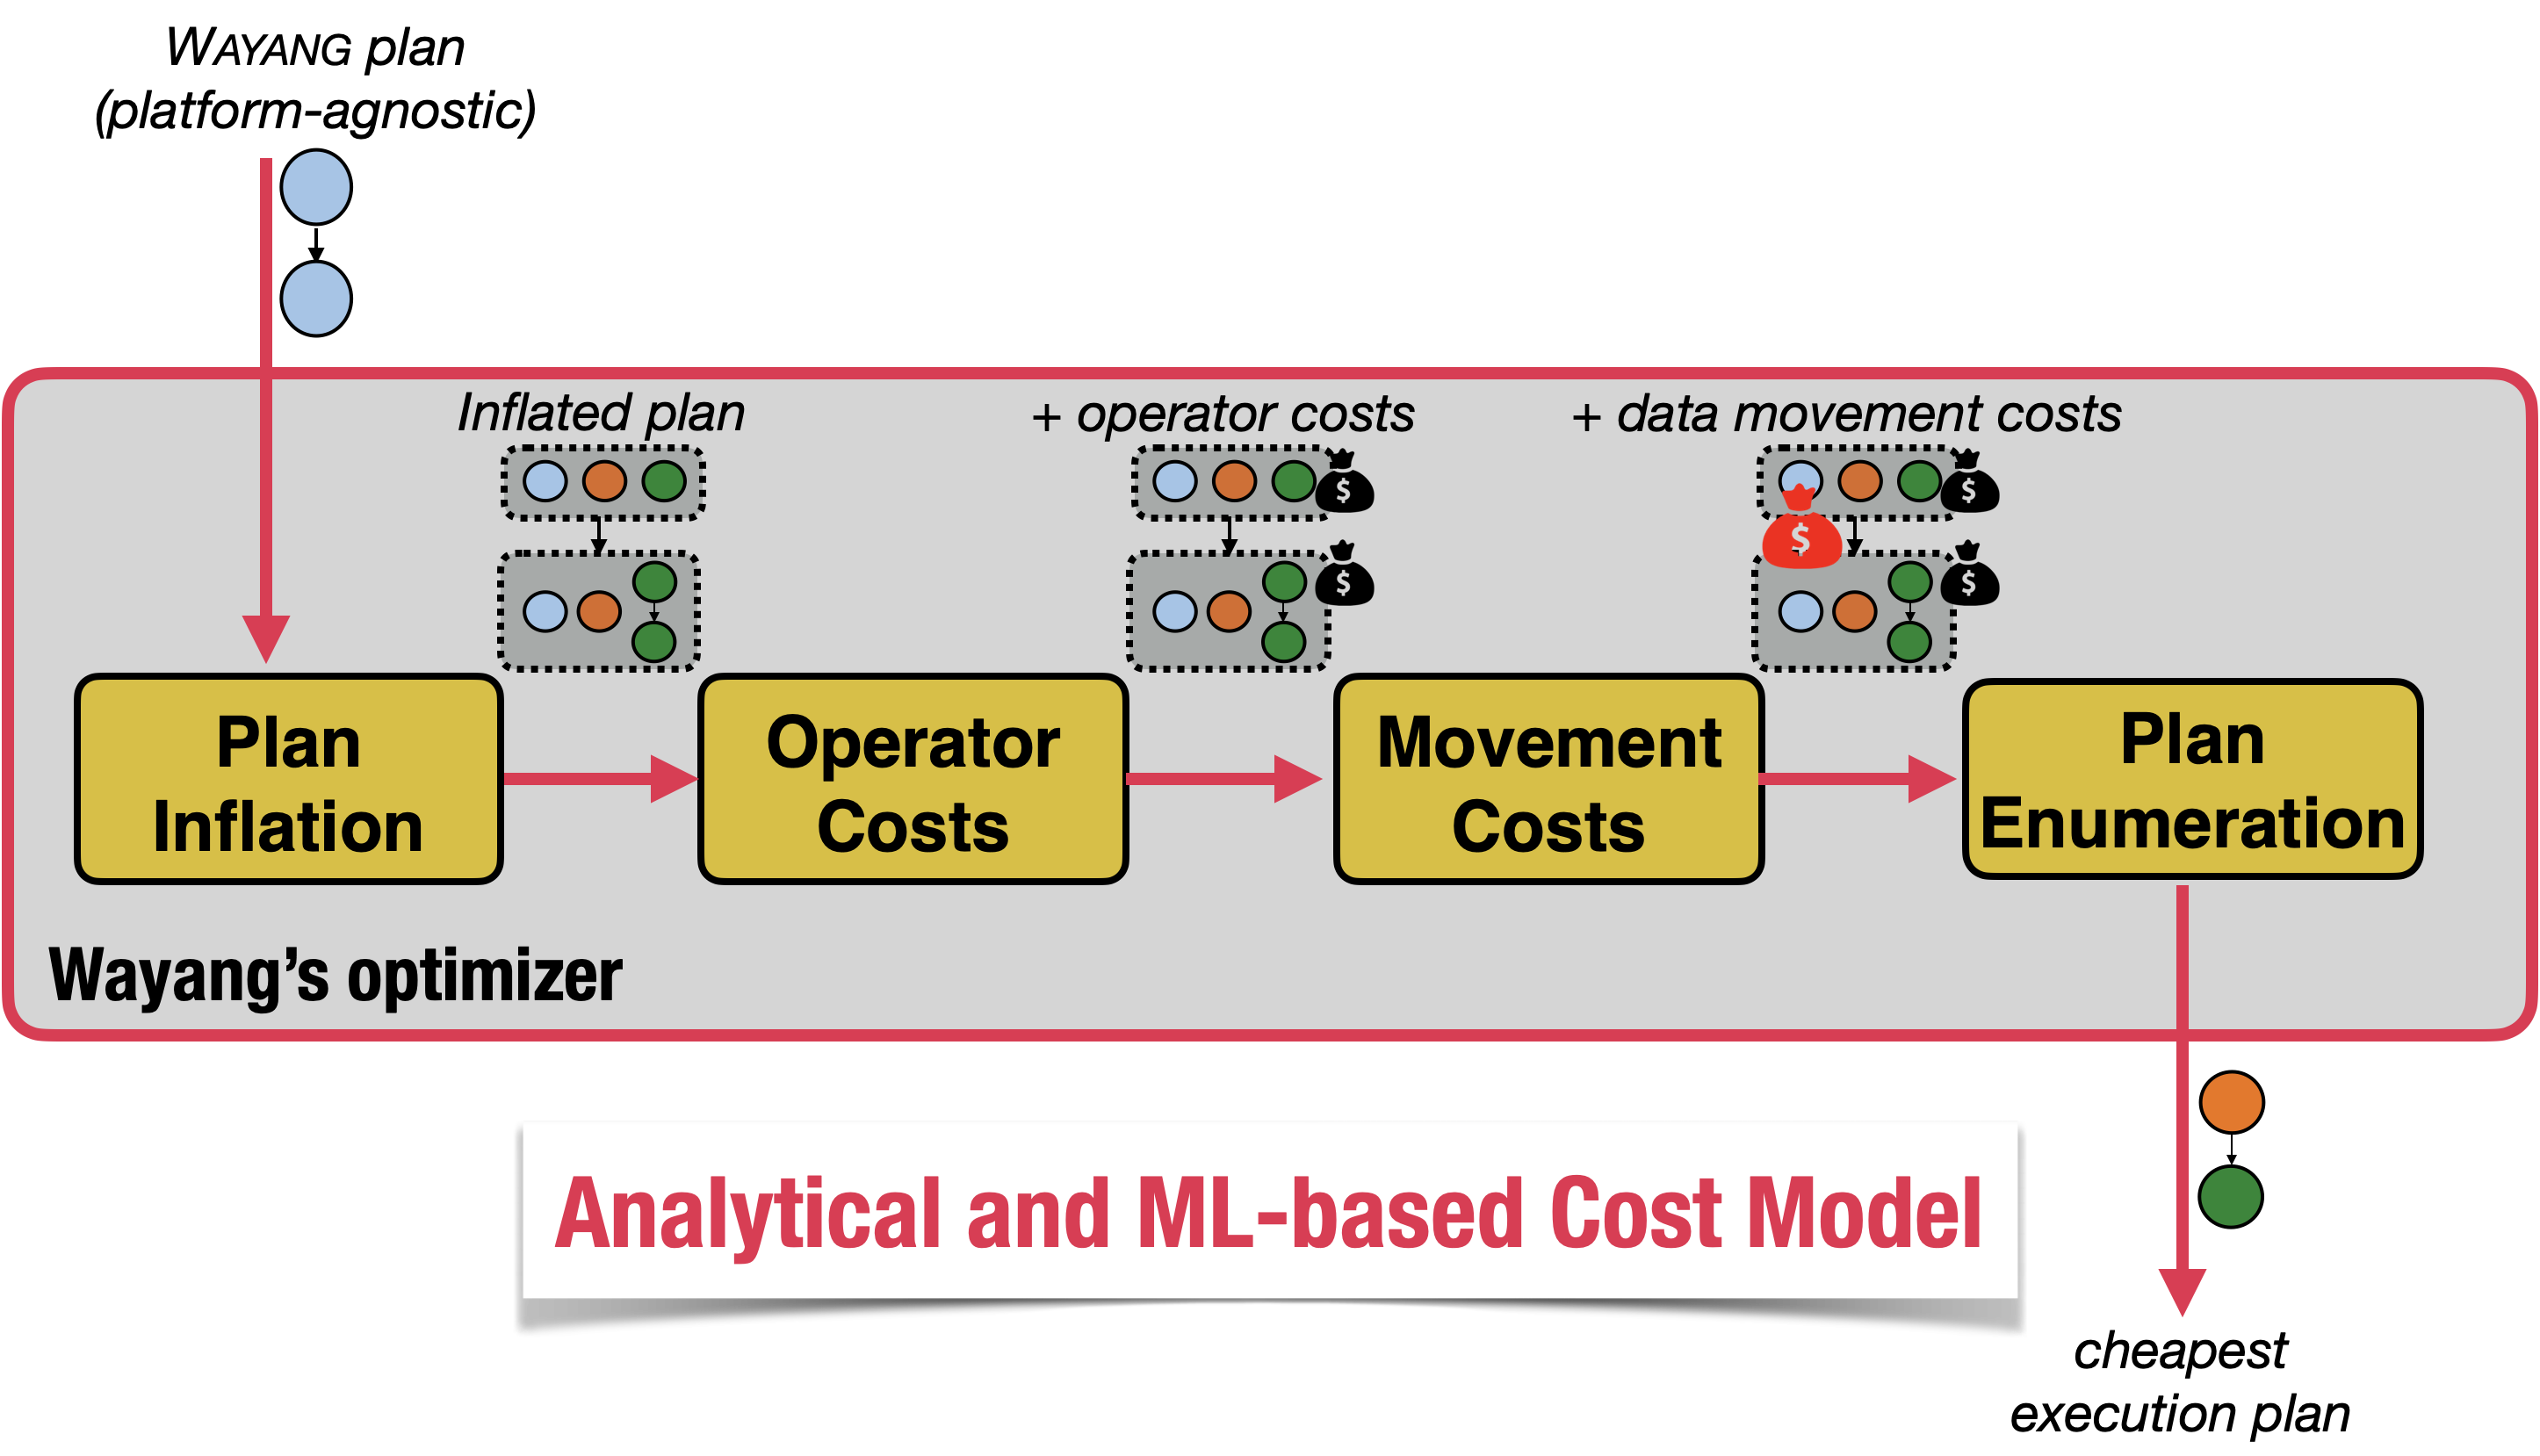 WAYANG plan
(platform-agnostic)
Inflated plan
+ operator costs
+ data movement costs
$
$
$
$
$
Plan
Inflation
Operator
Costs
Movement
Costs
Plan
Enumeration
Wayang’s optimizer
Analytical and ML-based Cost Model
cheapest
execution plan